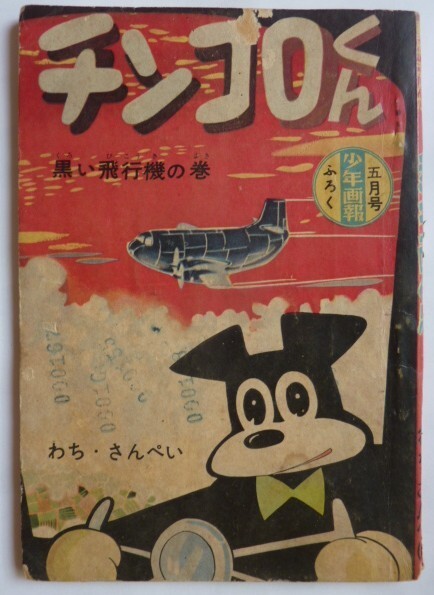 チンコロくん
黒い飛行機の巻
五月号
少年画報
ふろく
わち・さんぺい
000167